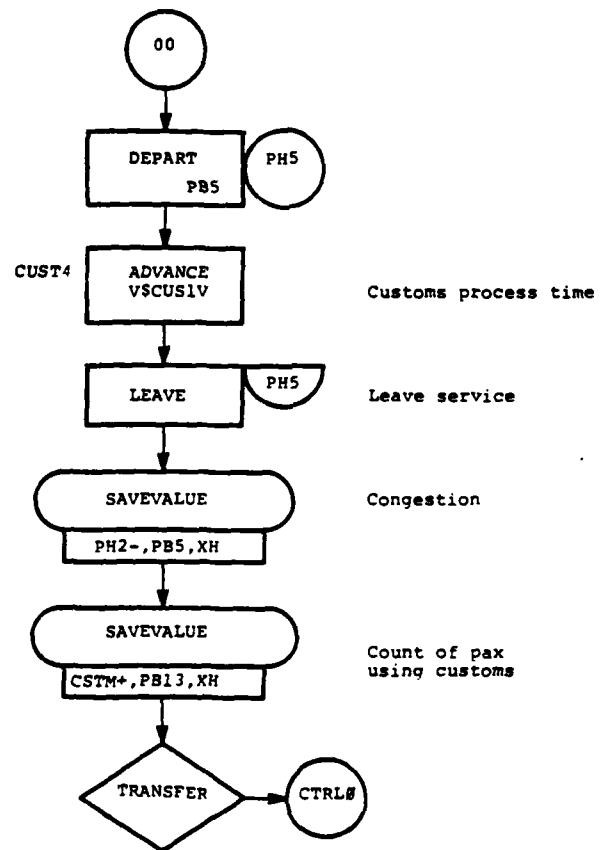 OO
DEPART
PB5
PH5
CUST4
ADVANCE
V$CUS1V
Customs process time
LEAVE
PH5
Leave service
SAVEVALUE
PH2-,PB5,XH
Congestion
SAVEVALUE
CSTM+,PB13,XH
Count of pax
using customs
TRANSFER
CTRLØ